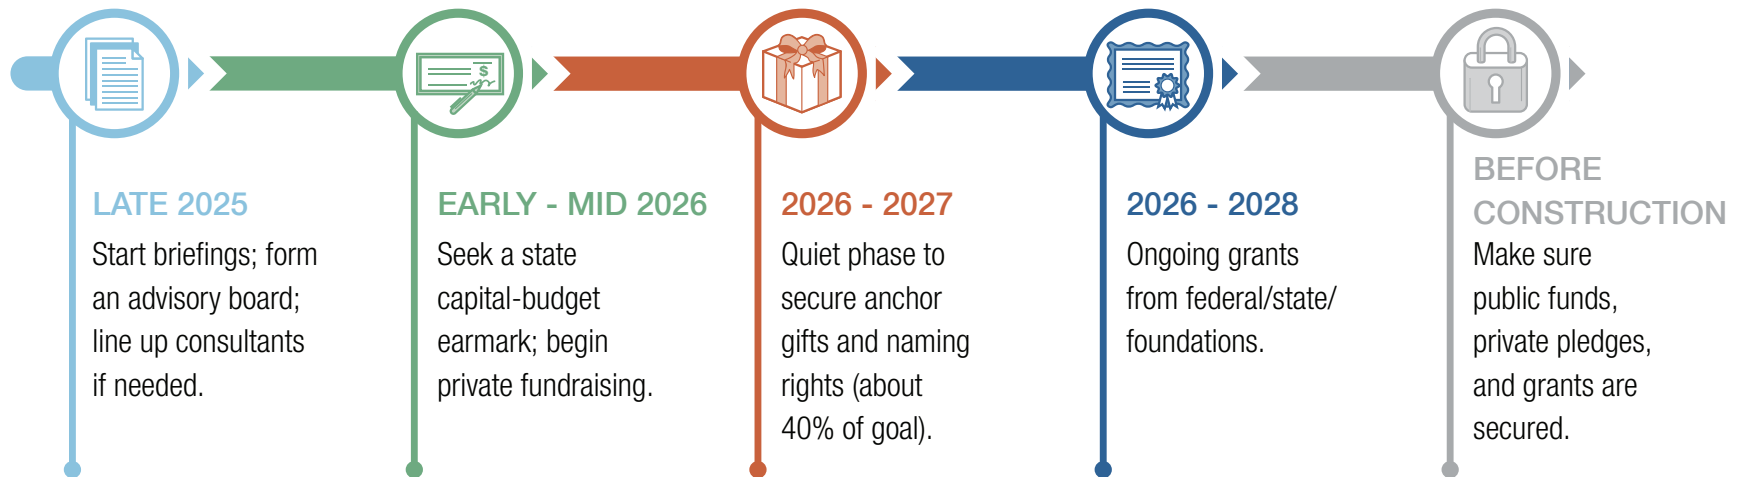 $
LATE 2025
Start briefings; form
an advisory board;
line up consultants
if needed.
EARLY - MID 2026
Seek a state
capital-budget
earmark; begin
private fundraising.
2026 - 2027
Quiet phase to
secure anchor
gifts and naming
rights (about
40% of goal).
2026 - 2028
Ongoing grants
from federal/state/
foundations.
BEFORE
CONSTRUCTION
Make sure
public funds,
private pledges,
and grants are
secured.